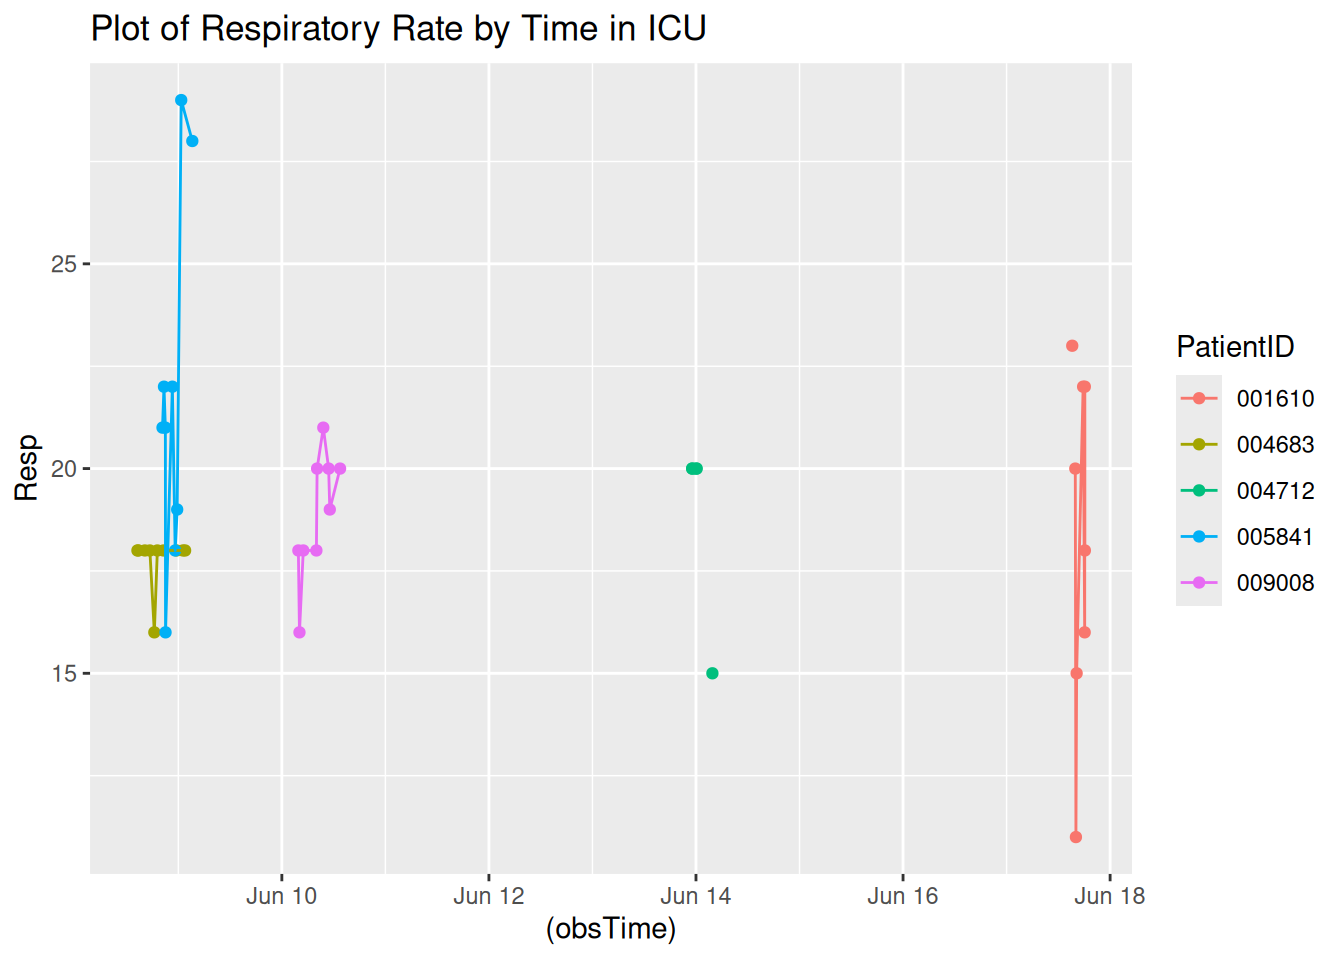 Plot of Respiratory Rate by Time in ICU
Resp
25
20
15
Jun 10
Jun 12
Jun 14
Jun 16
Jun 18
(obsTime)
PatientID
001610
004683
004712
005841
009008